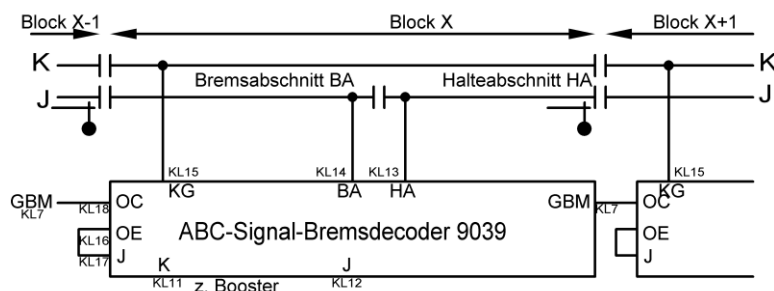 Block X-1 Block X Block X+1
K K
Bremsabschnitt BA Halteabschnitt HA
J J
KL15 KL14 KL13 KL15
KG BA HA KG
GBM KL7 KL18 OC GBM KL7 OC
KL16 OE ABC-Signal-Bremsdecoder 9039 OE
KL17 J J
K J
KL11 z. Booster KL12